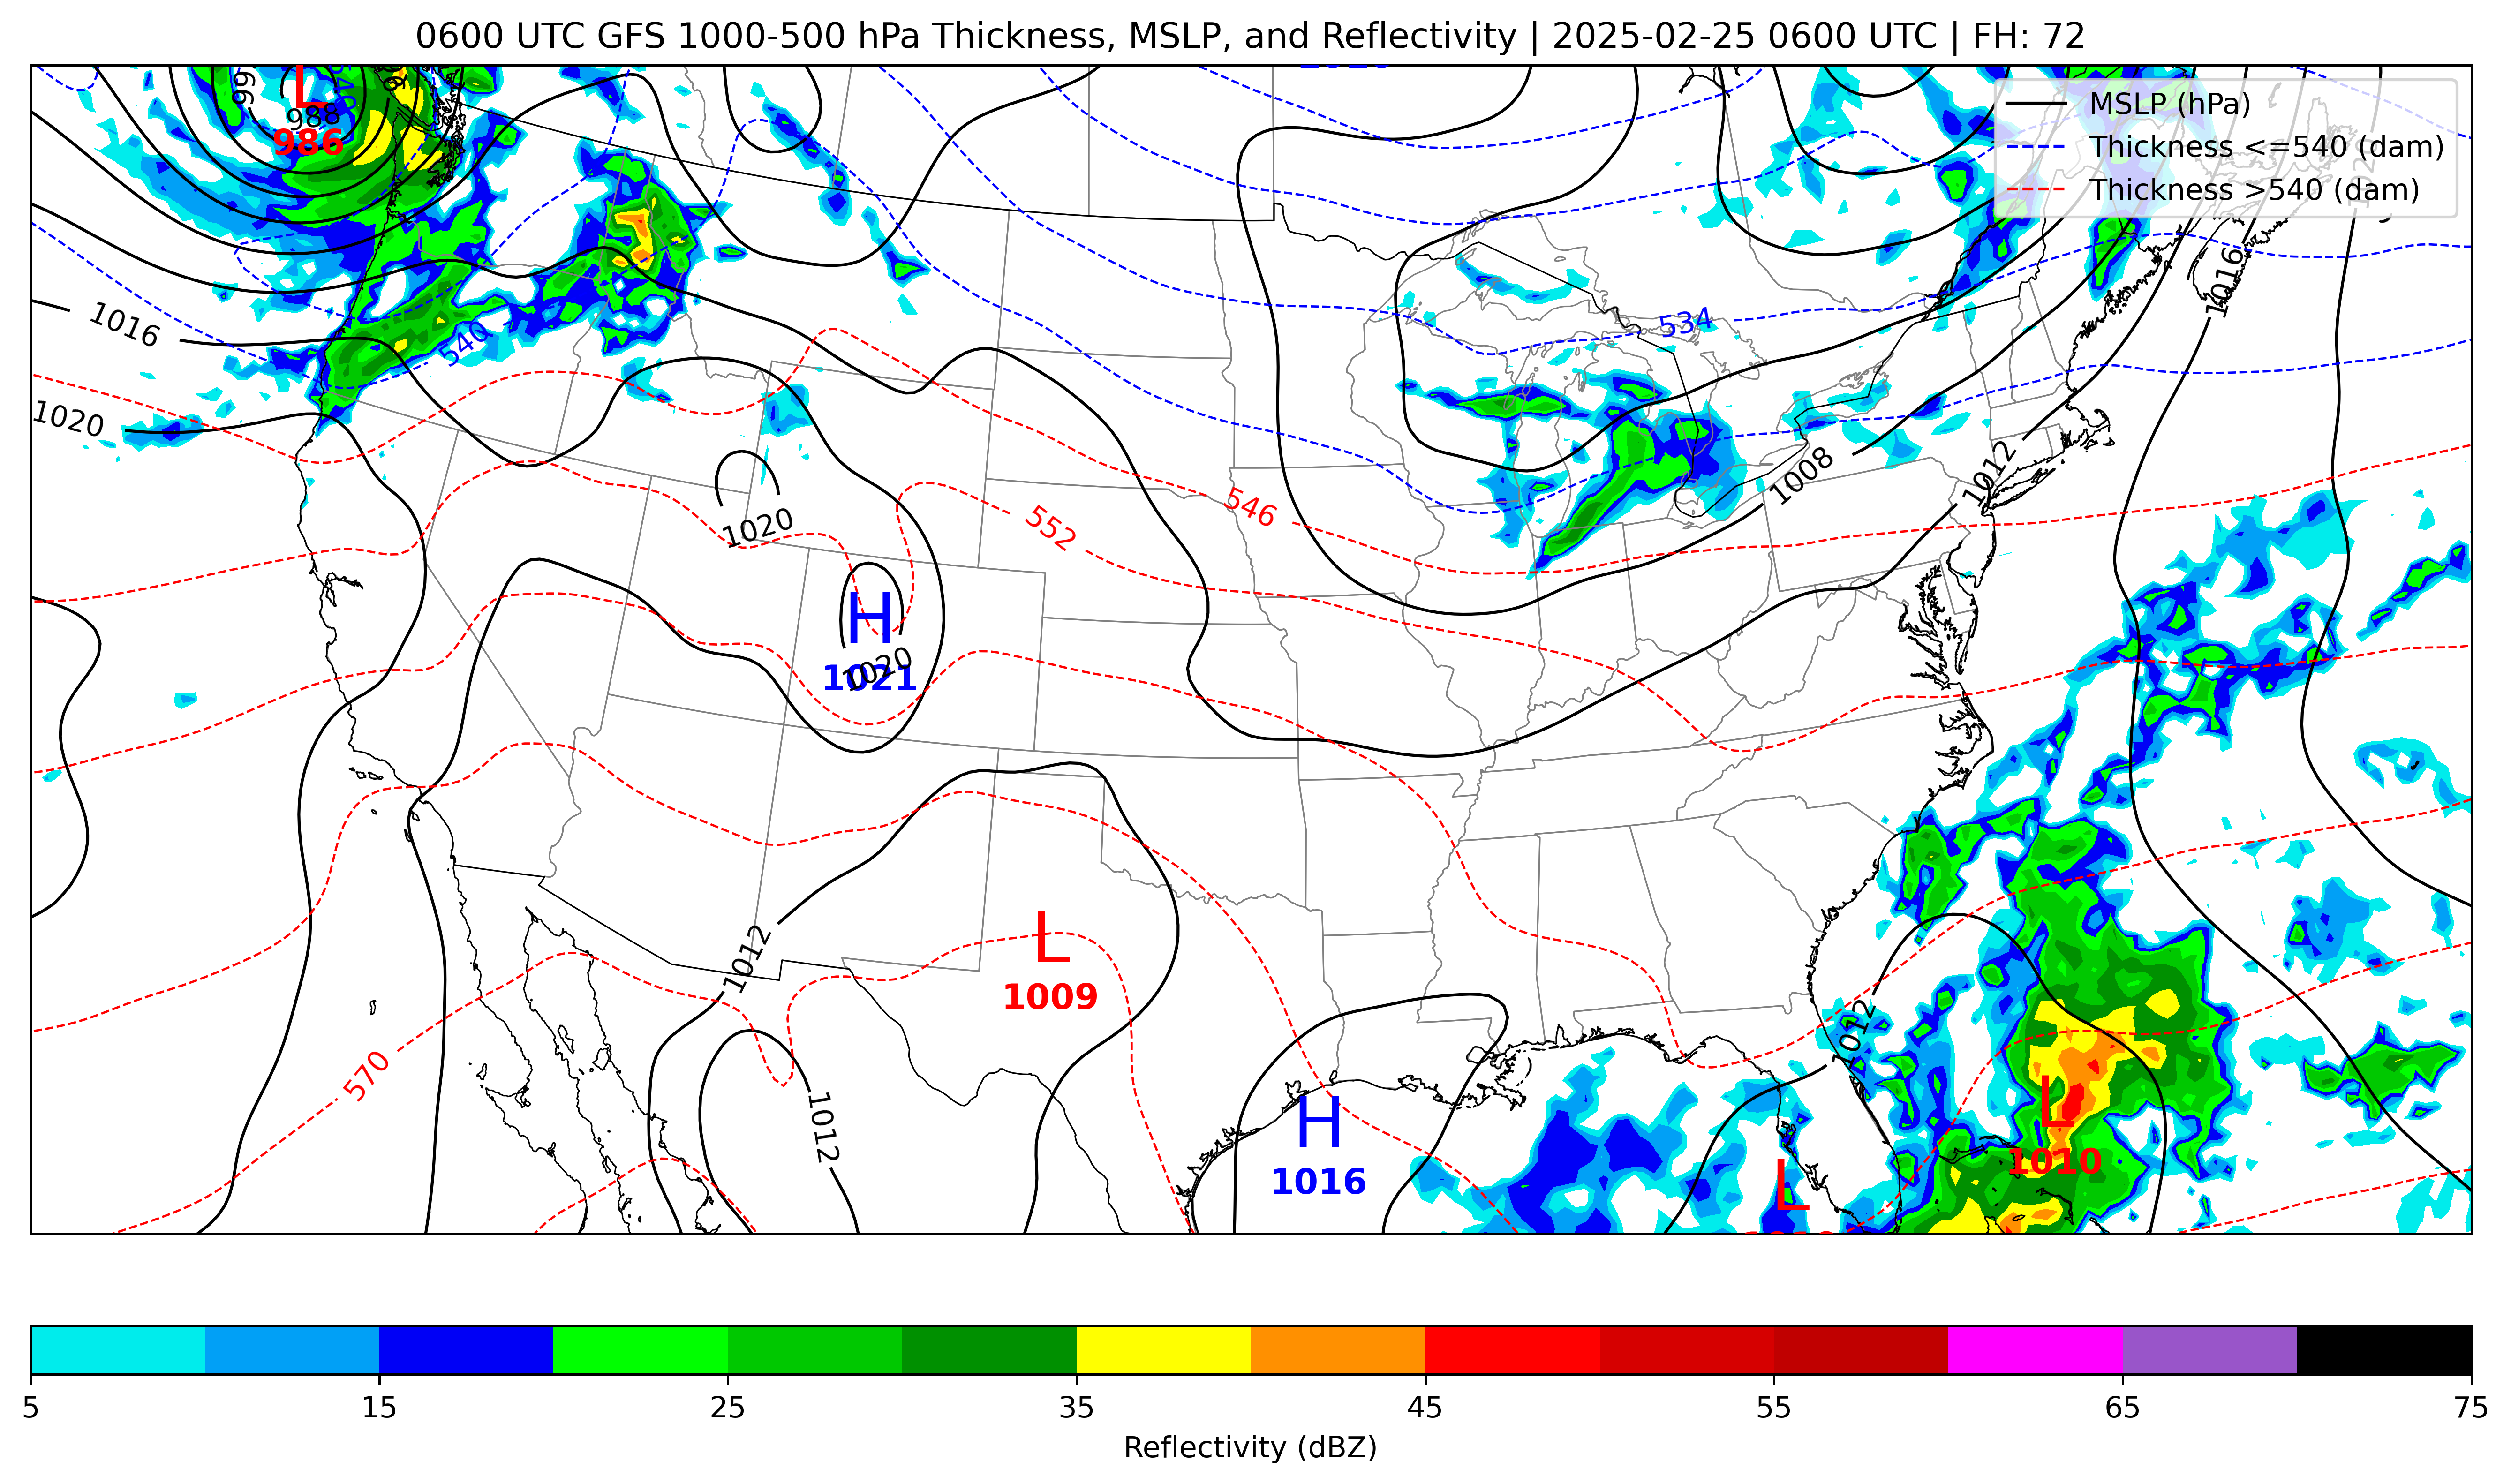 0600 UTC GFS 1000-500 hPa Thickness, MSLP, and Reflectivity | 2025-02-25 0600 UTC | FH: 72
MSLP (hPa)
Thickness <=540 (dam)
Thickness >540 (dam)
L
988
986
1016
540
1020
534
1016
1008
1012
546
552
1020
H
1021
1020
L
1009
1012
570
1012
H
1016
1012
L
1010
L
5 15 25 35 45 55 65 75
Reflectivity (dBZ)